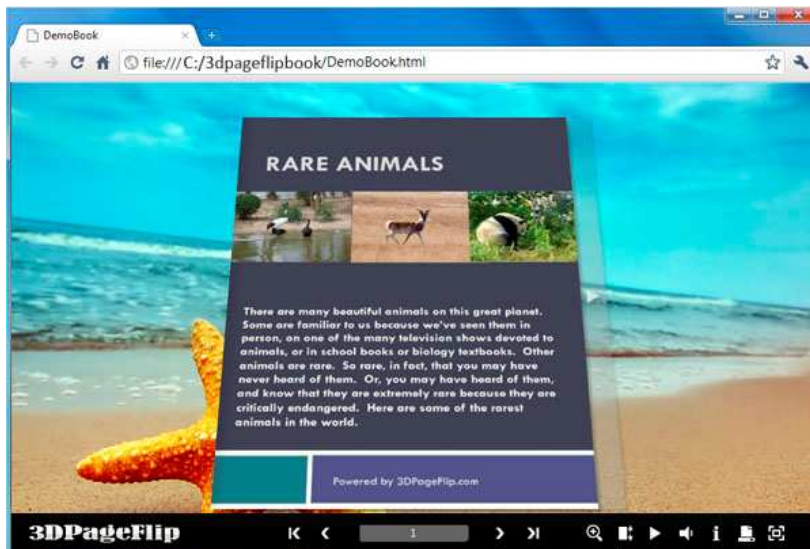 DemoBook
file:///C:/3dpageflipbook/DemoBook.html
RARE ANIMALS
There are many beautiful animals on this great planet.
Some are familiar to us because we've seen them in
person, on one of the many television shows devoted to
animals, or in school books or biology textbooks. Other
animals are rare. So rare, in fact, that you may have
never heard of them. Or, you may have heard of them,
and know that they are extremely rare because they are
critically endangered. Here are some of the rarest
animals in the world.
Powered by 3DPageFlip.com
3DPageFlip
1